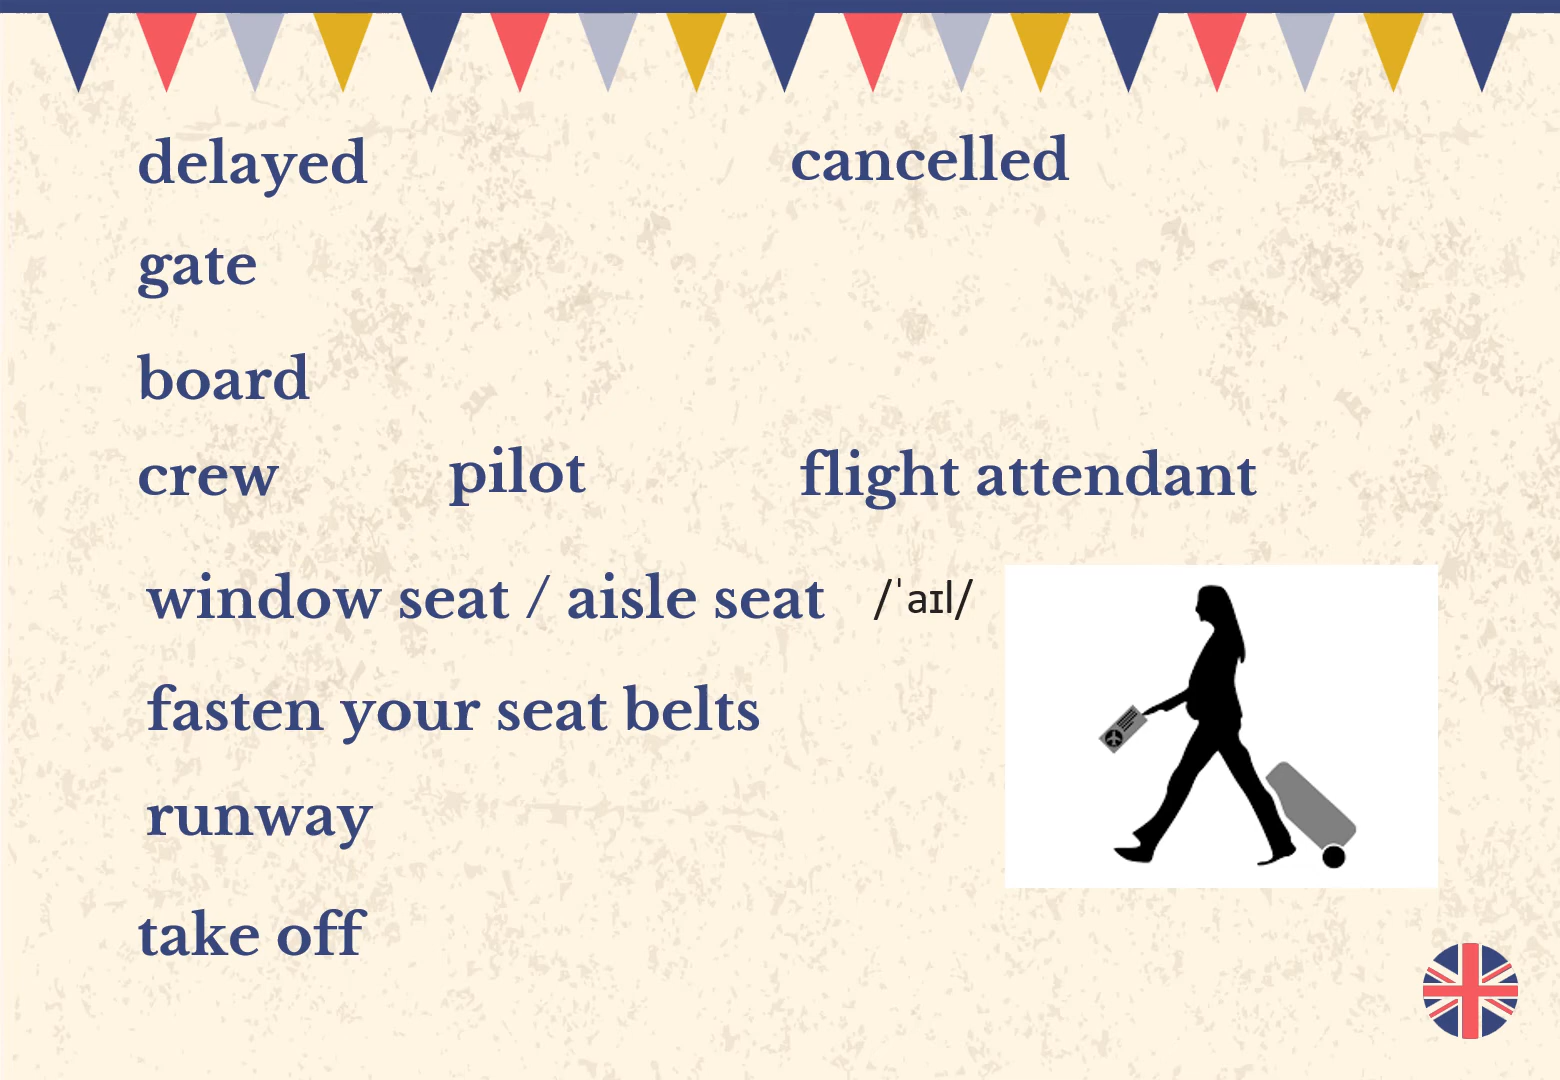 delayed cancelled
gate
board
crew pilot flight attendant
window seat / aisle seat /ˈaɪl/
fasten your seat belts
runway
take off